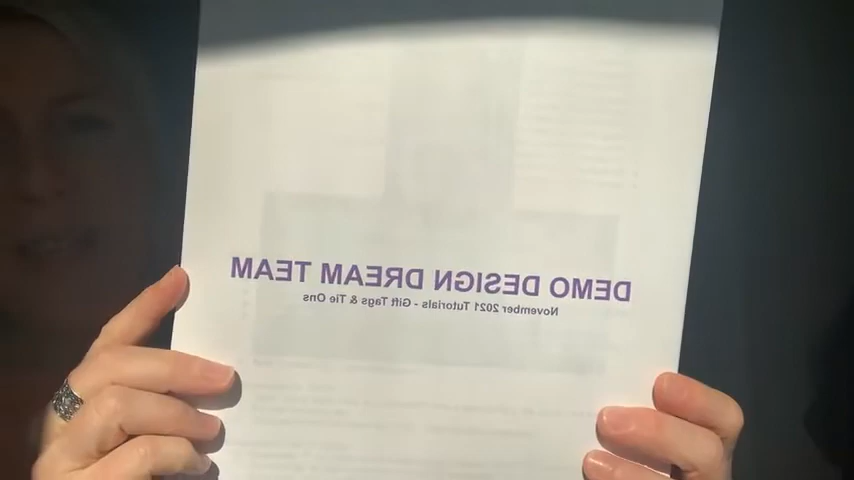 DEMO DESIGN DREAM TEAM
November 2021 Tutorials - Gift Tags & Tie Ons